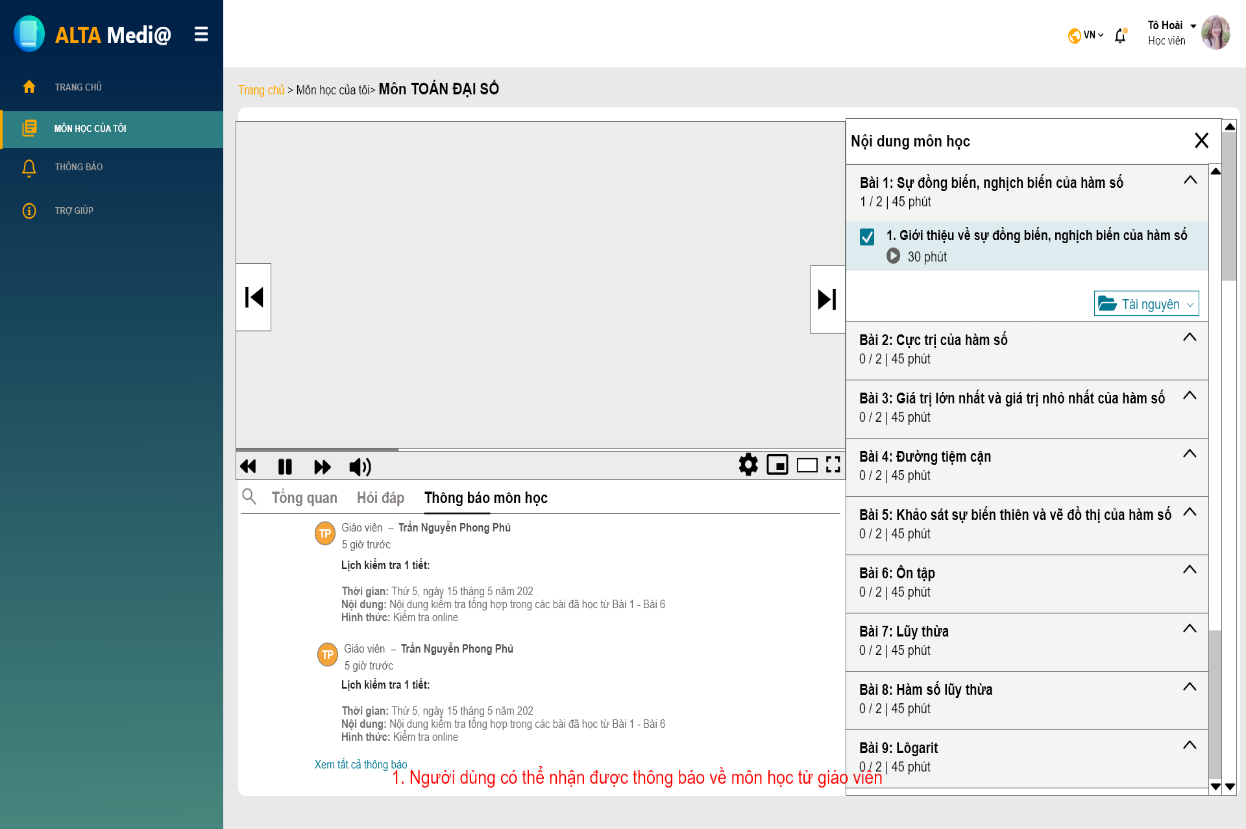 ALTA Medi@
TRANG CHỦ
MÔN HỌC CỦA TÔI
THÔNG BÁO
TRỢ GIÚP
VN
Tô Hoài
Học viên
Trang chủ > Môn học của tôi> Môn TOÁN ĐẠI SỐ
Tổng quan Hỏi đáp Thông báo môn học
TP
Giáo viên – Trần Nguyễn Phong Phú
5 giờ trước
Lịch kiểm tra 1 tiết:
Thời gian: Thứ 5, ngày 15 tháng 5 năm 202
Nội dung: Nội dung kiểm tra tổng hợp trong các bài đã học từ Bài 1 - Bài 6
Hình thức: Kiểm tra online
TP
Giáo viên – Trần Nguyễn Phong Phú
5 giờ trước
Lịch kiểm tra 1 tiết:
Thời gian: Thứ 5, ngày 15 tháng 5 năm 202
Nội dung: Nội dung kiểm tra tổng hợp trong các bài đã học từ Bài 1 - Bài 6
Hình thức: Kiểm tra online
Xem tất cả thông báo
1. Người dùng có thể nhận được thông báo về môn học từ giáo viên
Nội dung môn học
Bài 1: Sự đồng biến, nghịch biến của hàm số
1 / 2 | 45 phút
1. Giới thiệu về sự đồng biến, nghịch biến của hàm số
30 phút
Tài nguyên
Bài 2: Cực trị của hàm số
0 / 2 | 45 phút
Bài 3: Giá trị lớn nhất và giá trị nhỏ nhất của hàm số
0 / 2 | 45 phút
Bài 4: Đường tiệm cận
0 / 2 | 45 phút
Bài 5: Khảo sát sự biến thiên và vẽ đồ thị của hàm số
0 / 2 | 45 phút
Bài 6: Ôn tập
0 / 2 | 45 phút
Bài 7: Lũy thừa
0 / 2 | 45 phút
Bài 8: Hàm số lũy thừa
0 / 2 | 45 phút
Bài 9: Lôgarit
0 / 2 | 45 phút